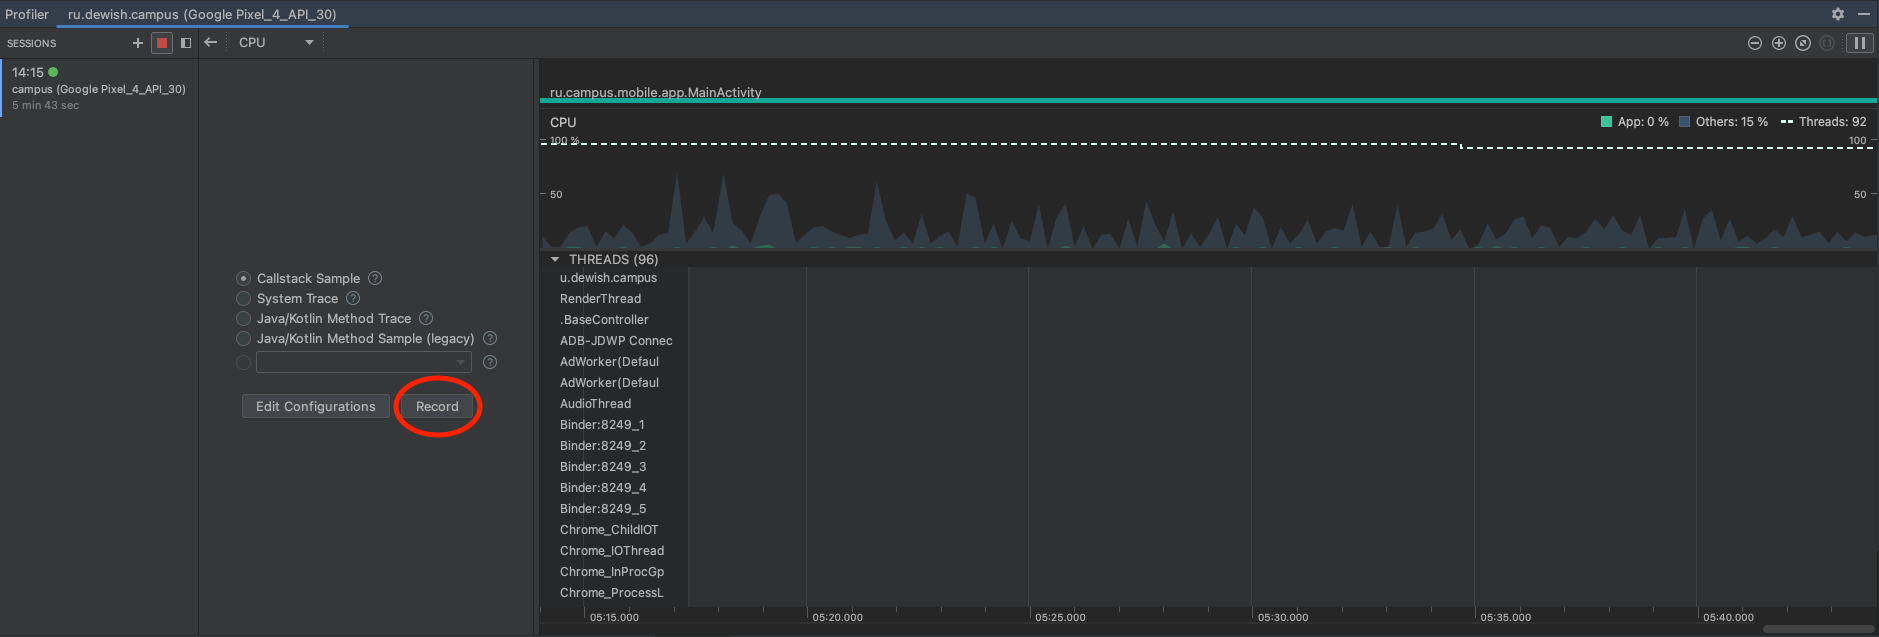 Profiler ru.dewish.campus (Google Pixel_4_API_30)
SESSIONS CPU
14:15
campus (Google Pixel_4_API_30)
5 min 43 sec
Callstack Sample ?
System Trace ?
Java/Kotlin Method Trace ?
Java/Kotlin Method Sample (legacy) ?
?
Edit Configurations Record
ru.campus.mobile.app.MainActivity
CPU App: 0 % Others: 15 % Threads: 92
100 % 100
50 50
THREADS (96)
u.dewish.campus
RenderThread
.BaseController
ADB-JDWP Connec
AdWorker(Defaul
AdWorker(Defaul
AudioThread
Binder:8249_1
Binder:8249_2
Binder:8249_3
Binder:8249_4
Binder:8249_5
Chrome_ChildIOT
Chrome_IOThread
Chrome_InProcGp
Chrome_ProcessL
05:15.000 05:20.000 05:25.000 05:30.000 05:35.000 05:40.000